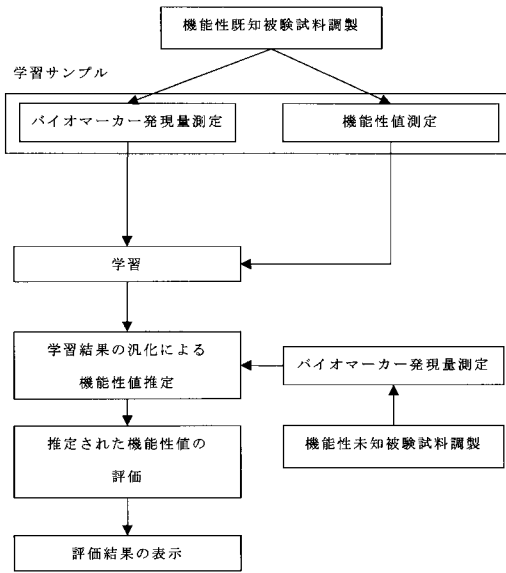 機能性既知被験試料調製
学習サンプル
バイオマーカー発現量測定
機能性値測定
学習
学習結果の汎化による
機能性値推定
バイオマーカー発現量測定
推定された機能性値の
評価
機能性未知被験試料調製
評価結果の表示